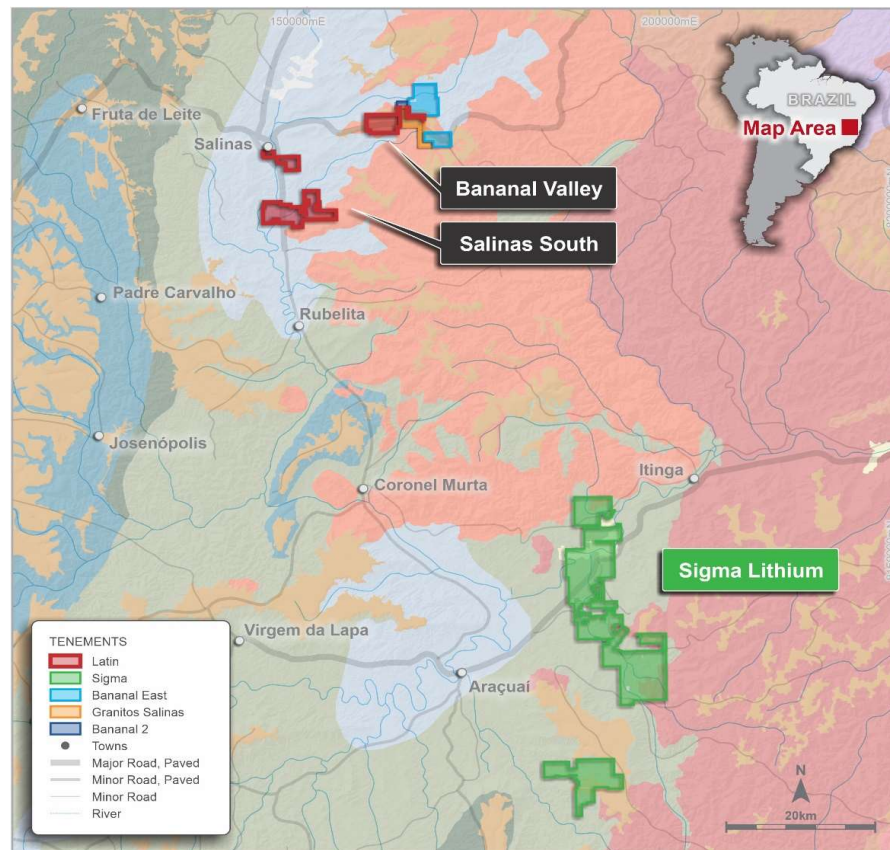 150000mE
200000mE
BRAZIL
Map Area
Fruta de Leite
Salinas
Bananal Valley
Salinas South
Padre Carvalho
Rubelita
Josenópolis
Coronel Murta
Itinga
Sigma Lithium
Virgem da Lapa
Araçuaí
TENEMENTS
Latin
Sigma
Bananal East
Granitos Salinas
Bananal 2
Towns
Major Road, Paved
Minor Road, Paved
Minor Road
River
N
20km